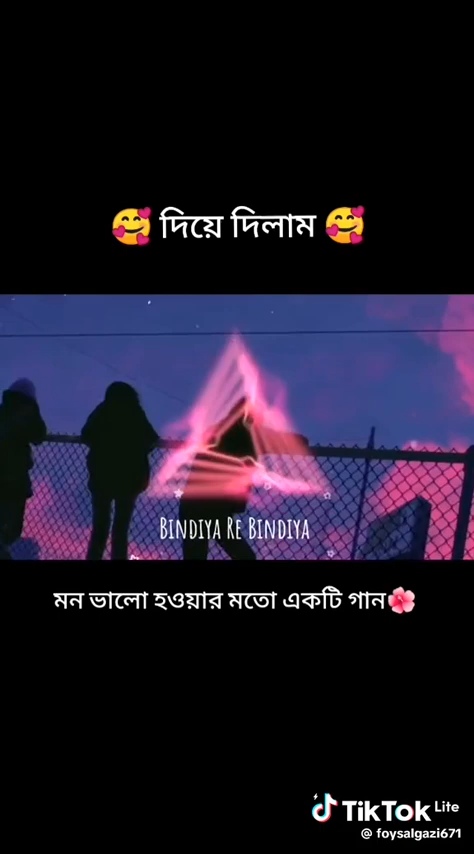 🥰 দিয়ে দিলাম 🥰
BINDIYA RE BINDIYA
মন ভালো হওয়ার মতো একটি গান🌺
TikTok Lite
@ foysalgazi671